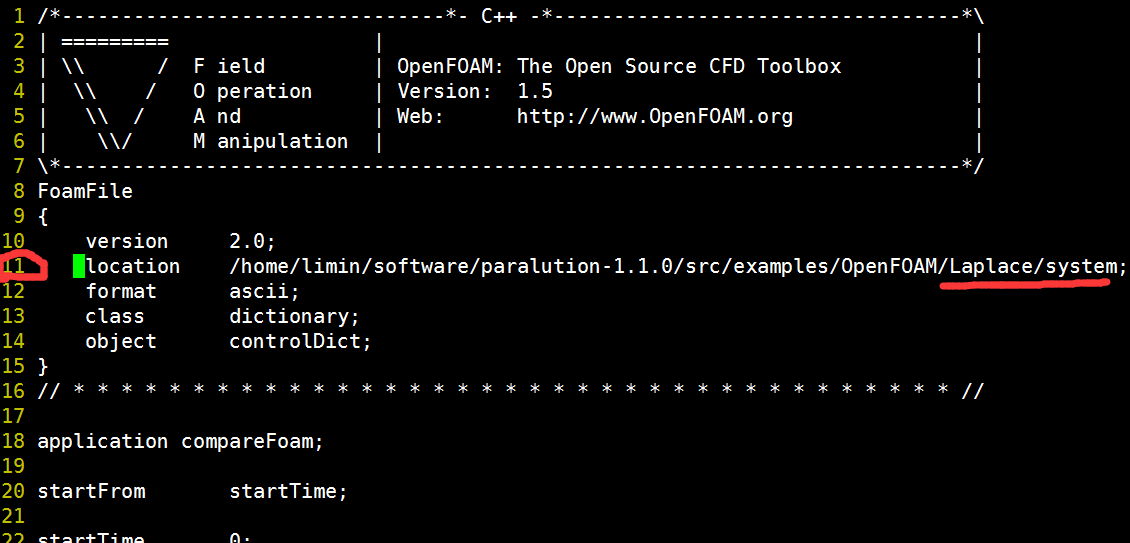 1 /*--------------------------------*- C++ -*----------------------------------*\
2 | =========                 |                                                 |
3 | \\      /  F ield         | OpenFOAM: The Open Source CFD Toolbox           |
4 |  \\    /   O peration     | Version:  1.5                                   |
5 |   \\  /    A nd           | Web:      http://www.OpenFOAM.org               |
6 |    \\/     M anipulation  |                                                 |
7 \*---------------------------------------------------------------------------*/
8 FoamFile
9 {
10     version     2.0;
11     location    /home/limin/software/paralution-1.1.0/src/examples/OpenFOAM/Laplace/system;
12     format      ascii;
13     class       dictionary;
14     object      controlDict;
15 }
16 // * * * * * * * * * * * * * * * * * * * * * * * * * * * * * * * * * * * * * //
17
18 application compareFoam;
19
20 startFrom       startTime;
21
22 startTime       0;